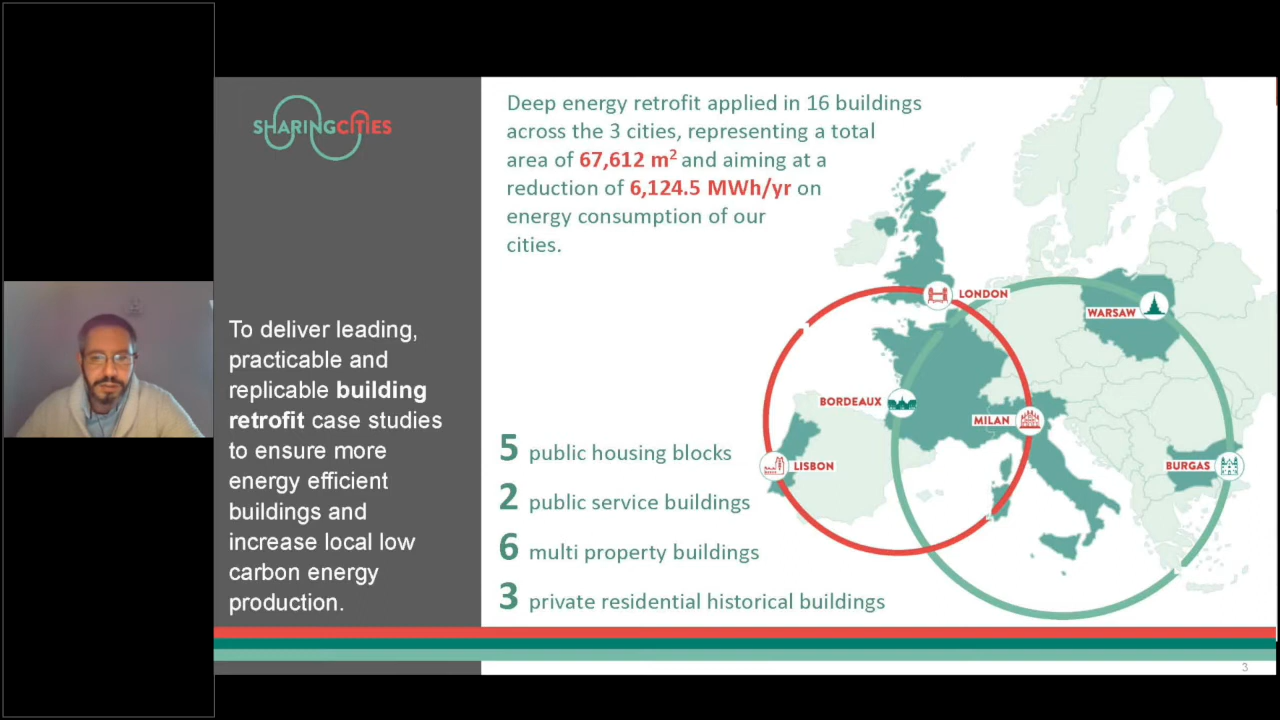 SHARINGCITIES
To deliver leading,
practicable and
replicable building
retrofit case studies
to ensure more
energy efficient
buildings and
increase local low
carbon energy
production.
Deep energy retrofit applied in 16 buildings
across the 3 cities, representing a total
area of 67,612 m² and aiming at a
reduction of 6,124.5 MWh/yr on
energy consumption of our
cities.
5 public housing blocks
2 public service buildings
6 multi property buildings
3 private residential historical buildings
LONDON
WARSAW
BORDEAUX
MILAN
LISBON
BURGAS
3